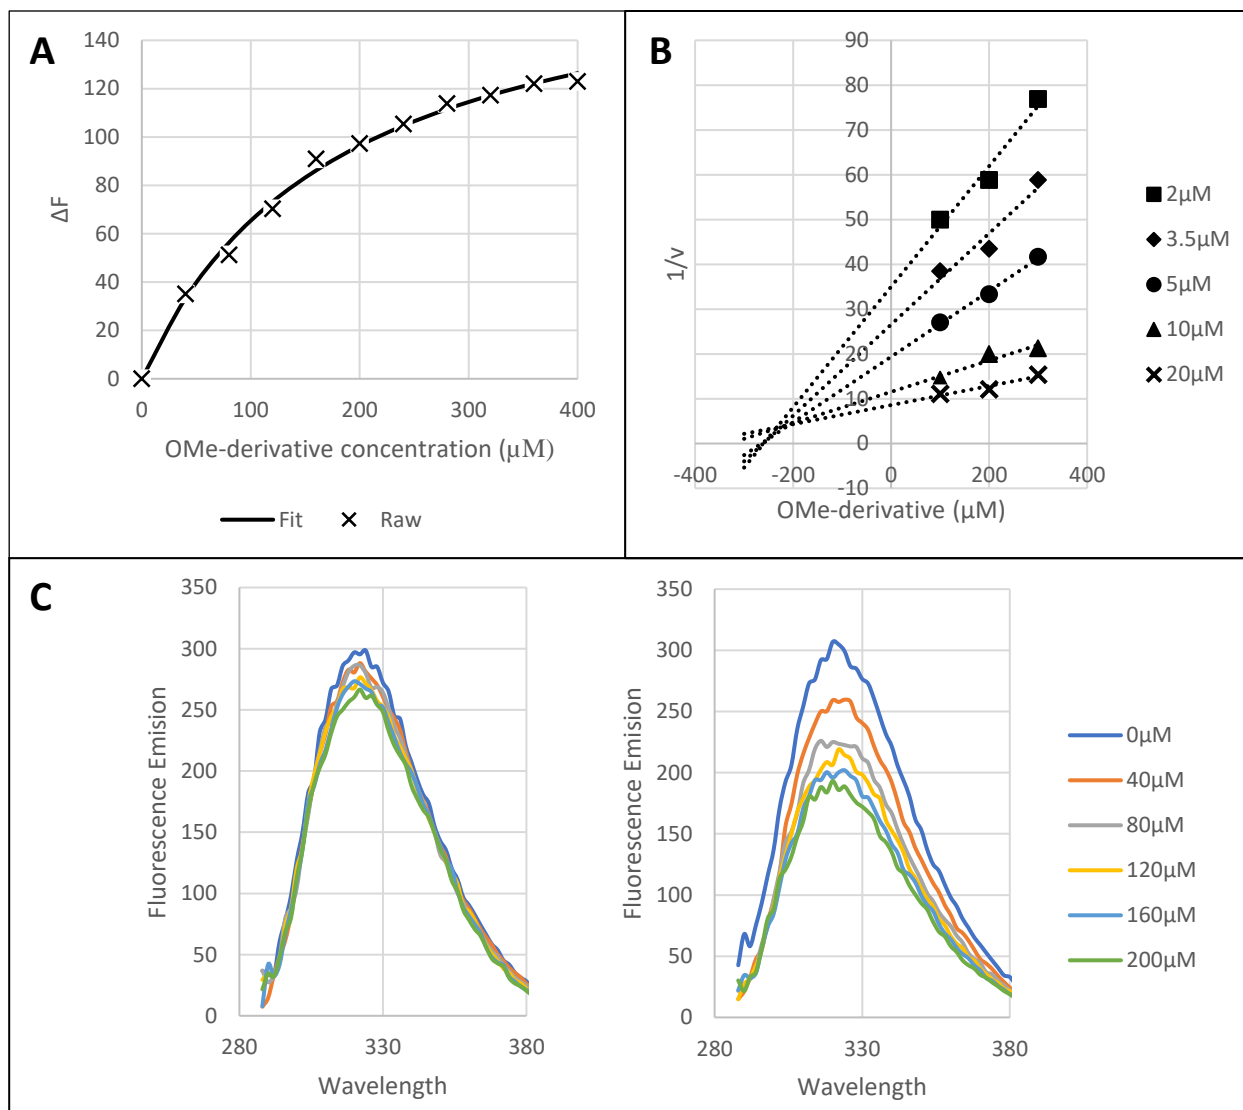 A
140
120
100
80
60
40
20
0
ΔF
0 100 200 300 400
OMe-derivative concentration (µM)
Fit Raw
B
90
80
70
60
50
40
30
20
10
0
-10
1/v
-400 -200 0 200 400
OMe-derivative (µM)
2µM
3.5µM
5µM
10µM
20µM
C
350
300
250
200
150
100
50
0
Fluorescence Emision
280 330 380
Wavelength
350
300
250
200
150
100
50
0
Fluorescence Emision
280 330 380
Wavelength
0µM
40µM
80µM
120µM
160µM
200µM